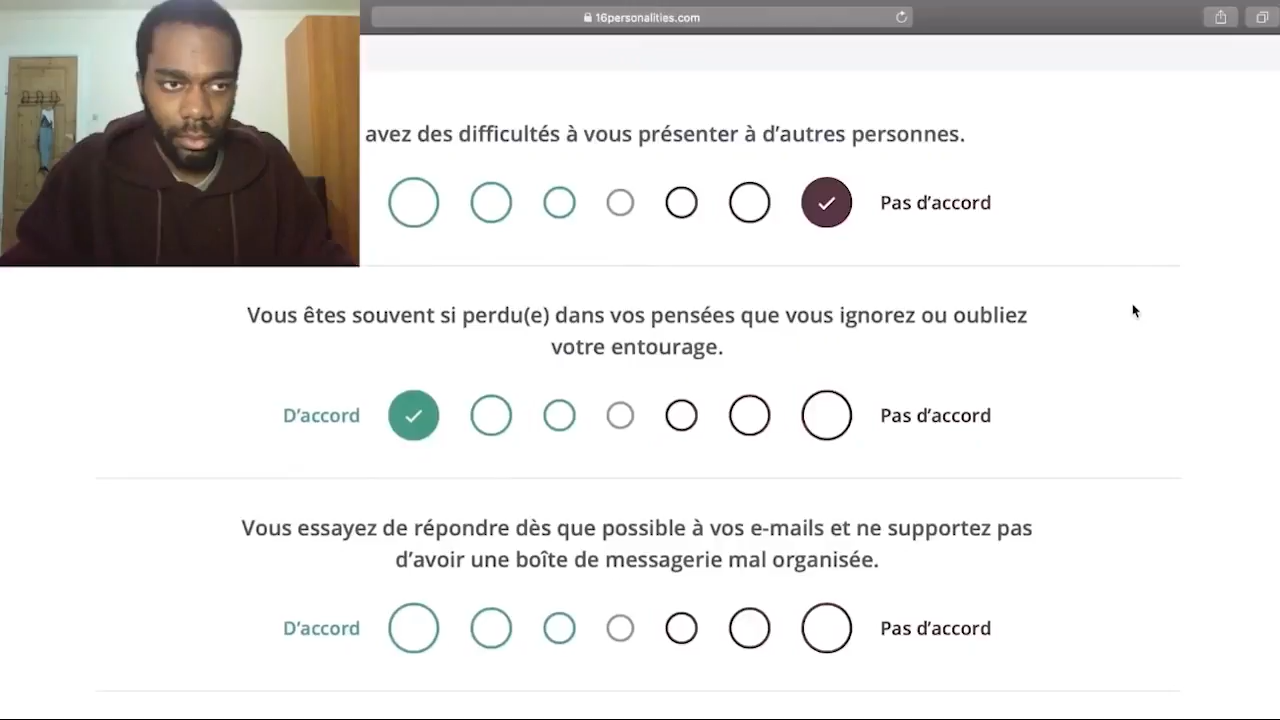 16personalities.com
avez des difficultés à vous présenter à d'autres personnes.
Pas d'accord
Vous êtes souvent si perdu(e) dans vos pensées que vous ignorez ou oubliez
votre entourage.
D'accord Pas d'accord
Vous essayez de répondre dès que possible à vos e-mails et ne supportez pas
d'avoir une boîte de messagerie mal organisée.
D'accord Pas d'accord